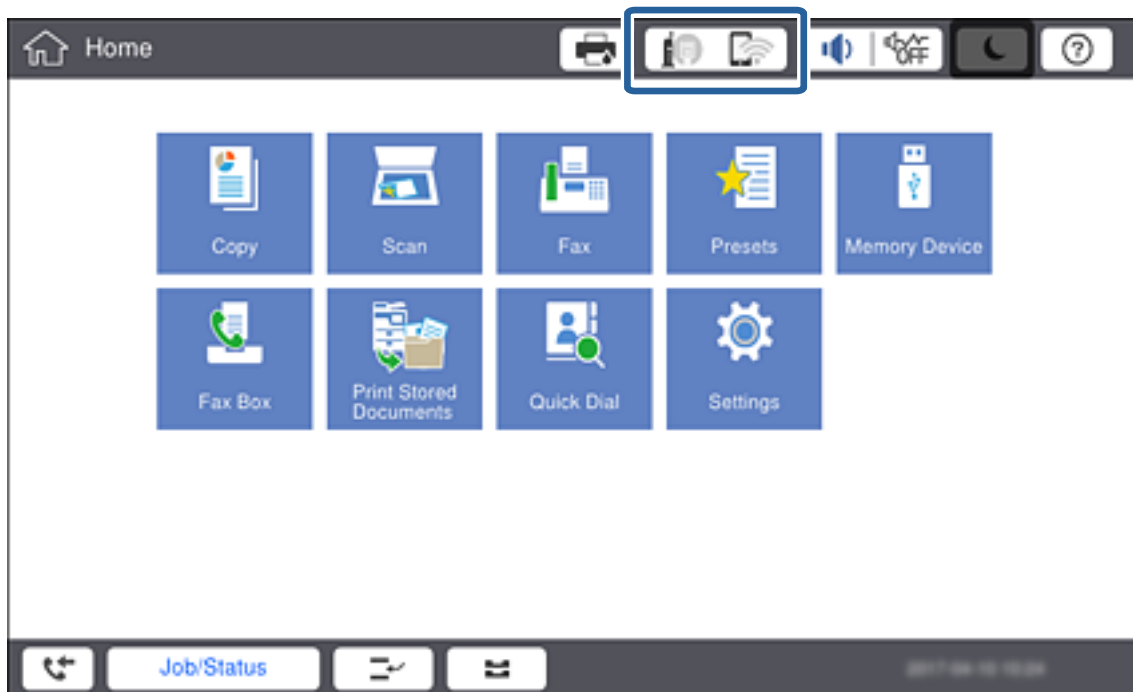 Home
OFF
?
Copy
Scan
Fax
Presets
Memory Device
Fax Box
Print Stored
Documents
Quick Dial
Settings
Job/Status